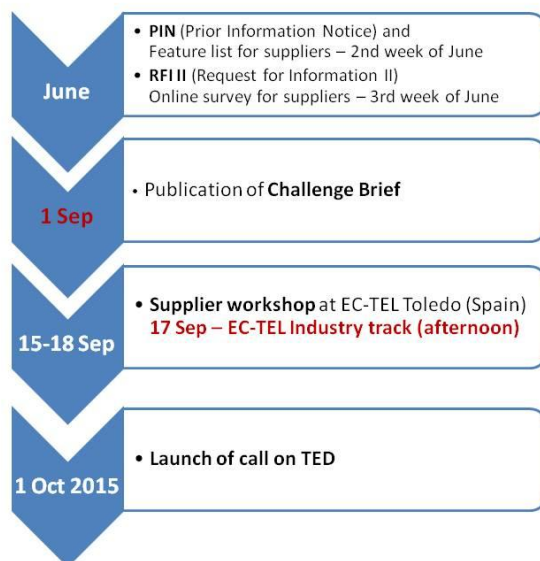 June
• PIN (Prior Information Notice) and
Feature list for suppliers – 2nd week of June
• RFI II (Request for Information II)
Online survey for suppliers – 3rd week of June
1 Sep
• Publication of Challenge Brief
15-18 Sep
• Supplier workshop at EC-TEL Toledo (Spain)
17 Sep – EC-TEL Industry track (afternoon)
1 Oct 2015
• Launch of call on TED